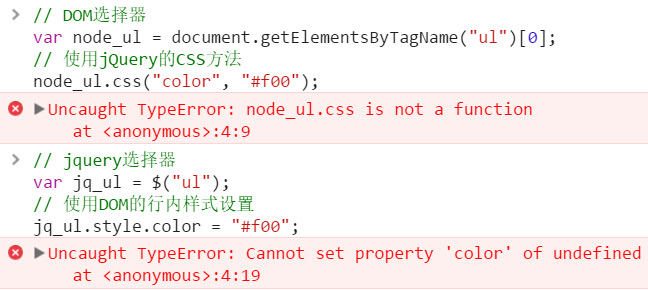 // DOM选择器
var node_ul = document.getElementsByTagName("ul")[0];
// 使用jQuery的CSS方法
node_ul.css("color", "#f00");
Uncaught TypeError: node_ul.css is not a function
at <anonymous>:4:9
// jquery选择器
var jq_ul = $("ul");
// 使用DOM的行内样式设置
jq_ul.style.color = "#f00";
Uncaught TypeError: Cannot set property 'color' of undefined
at <anonymous>:4:19